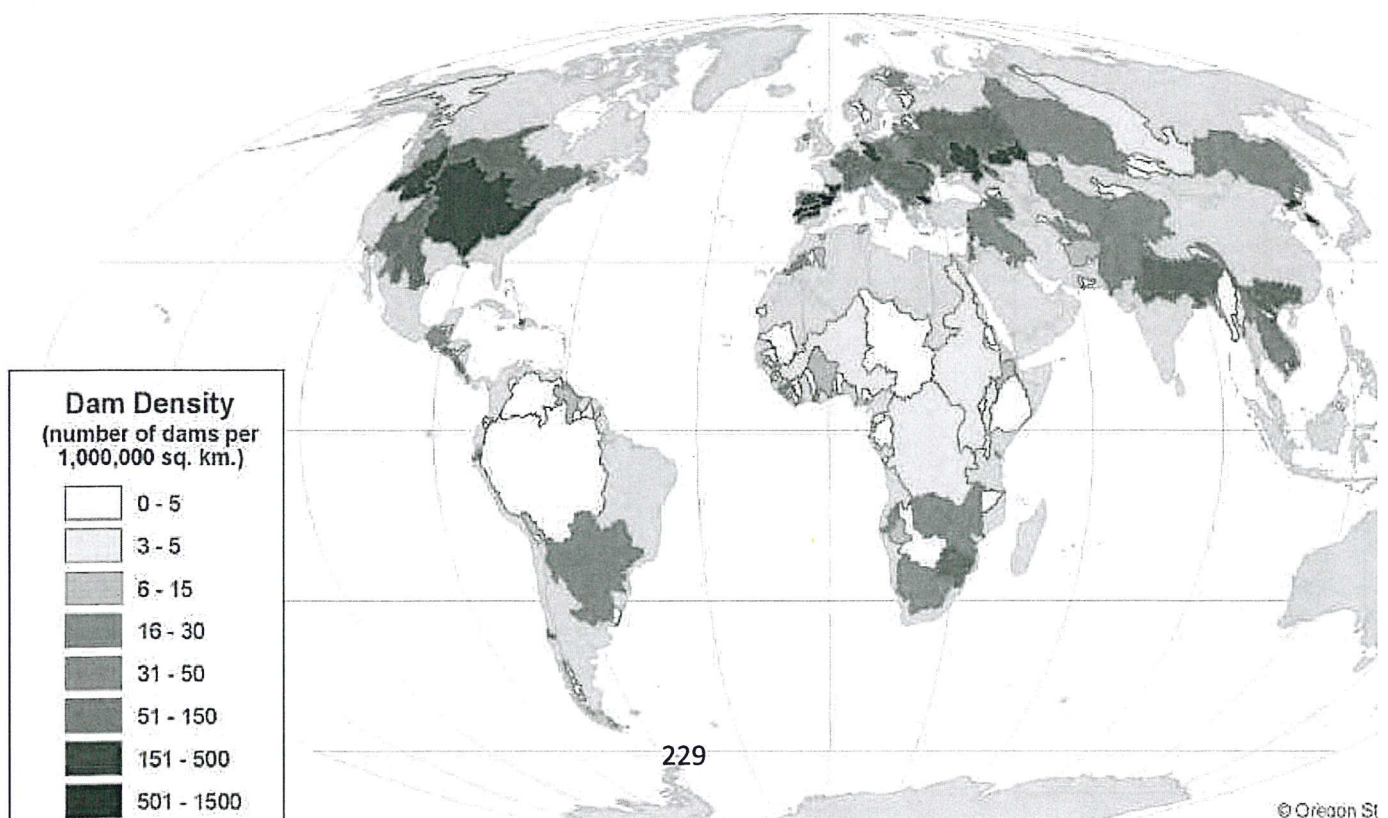 Dam Density
(number of dams per
1,000,000 sq. km.)
0 - 5
3 - 5
6 - 15
16 - 30
31 - 50
51 - 150
151 - 500
501 - 1500
229
© Oregon St